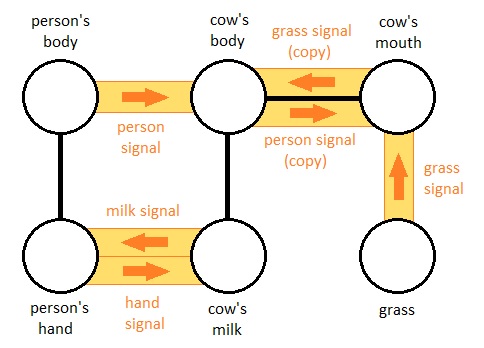 person's
body
cow's
body
grass signal
(copy)
cow's
mouth
person
signal
person signal
(copy)
grass
signal
milk signal
person's
hand
hand
signal
cow's
milk
grass